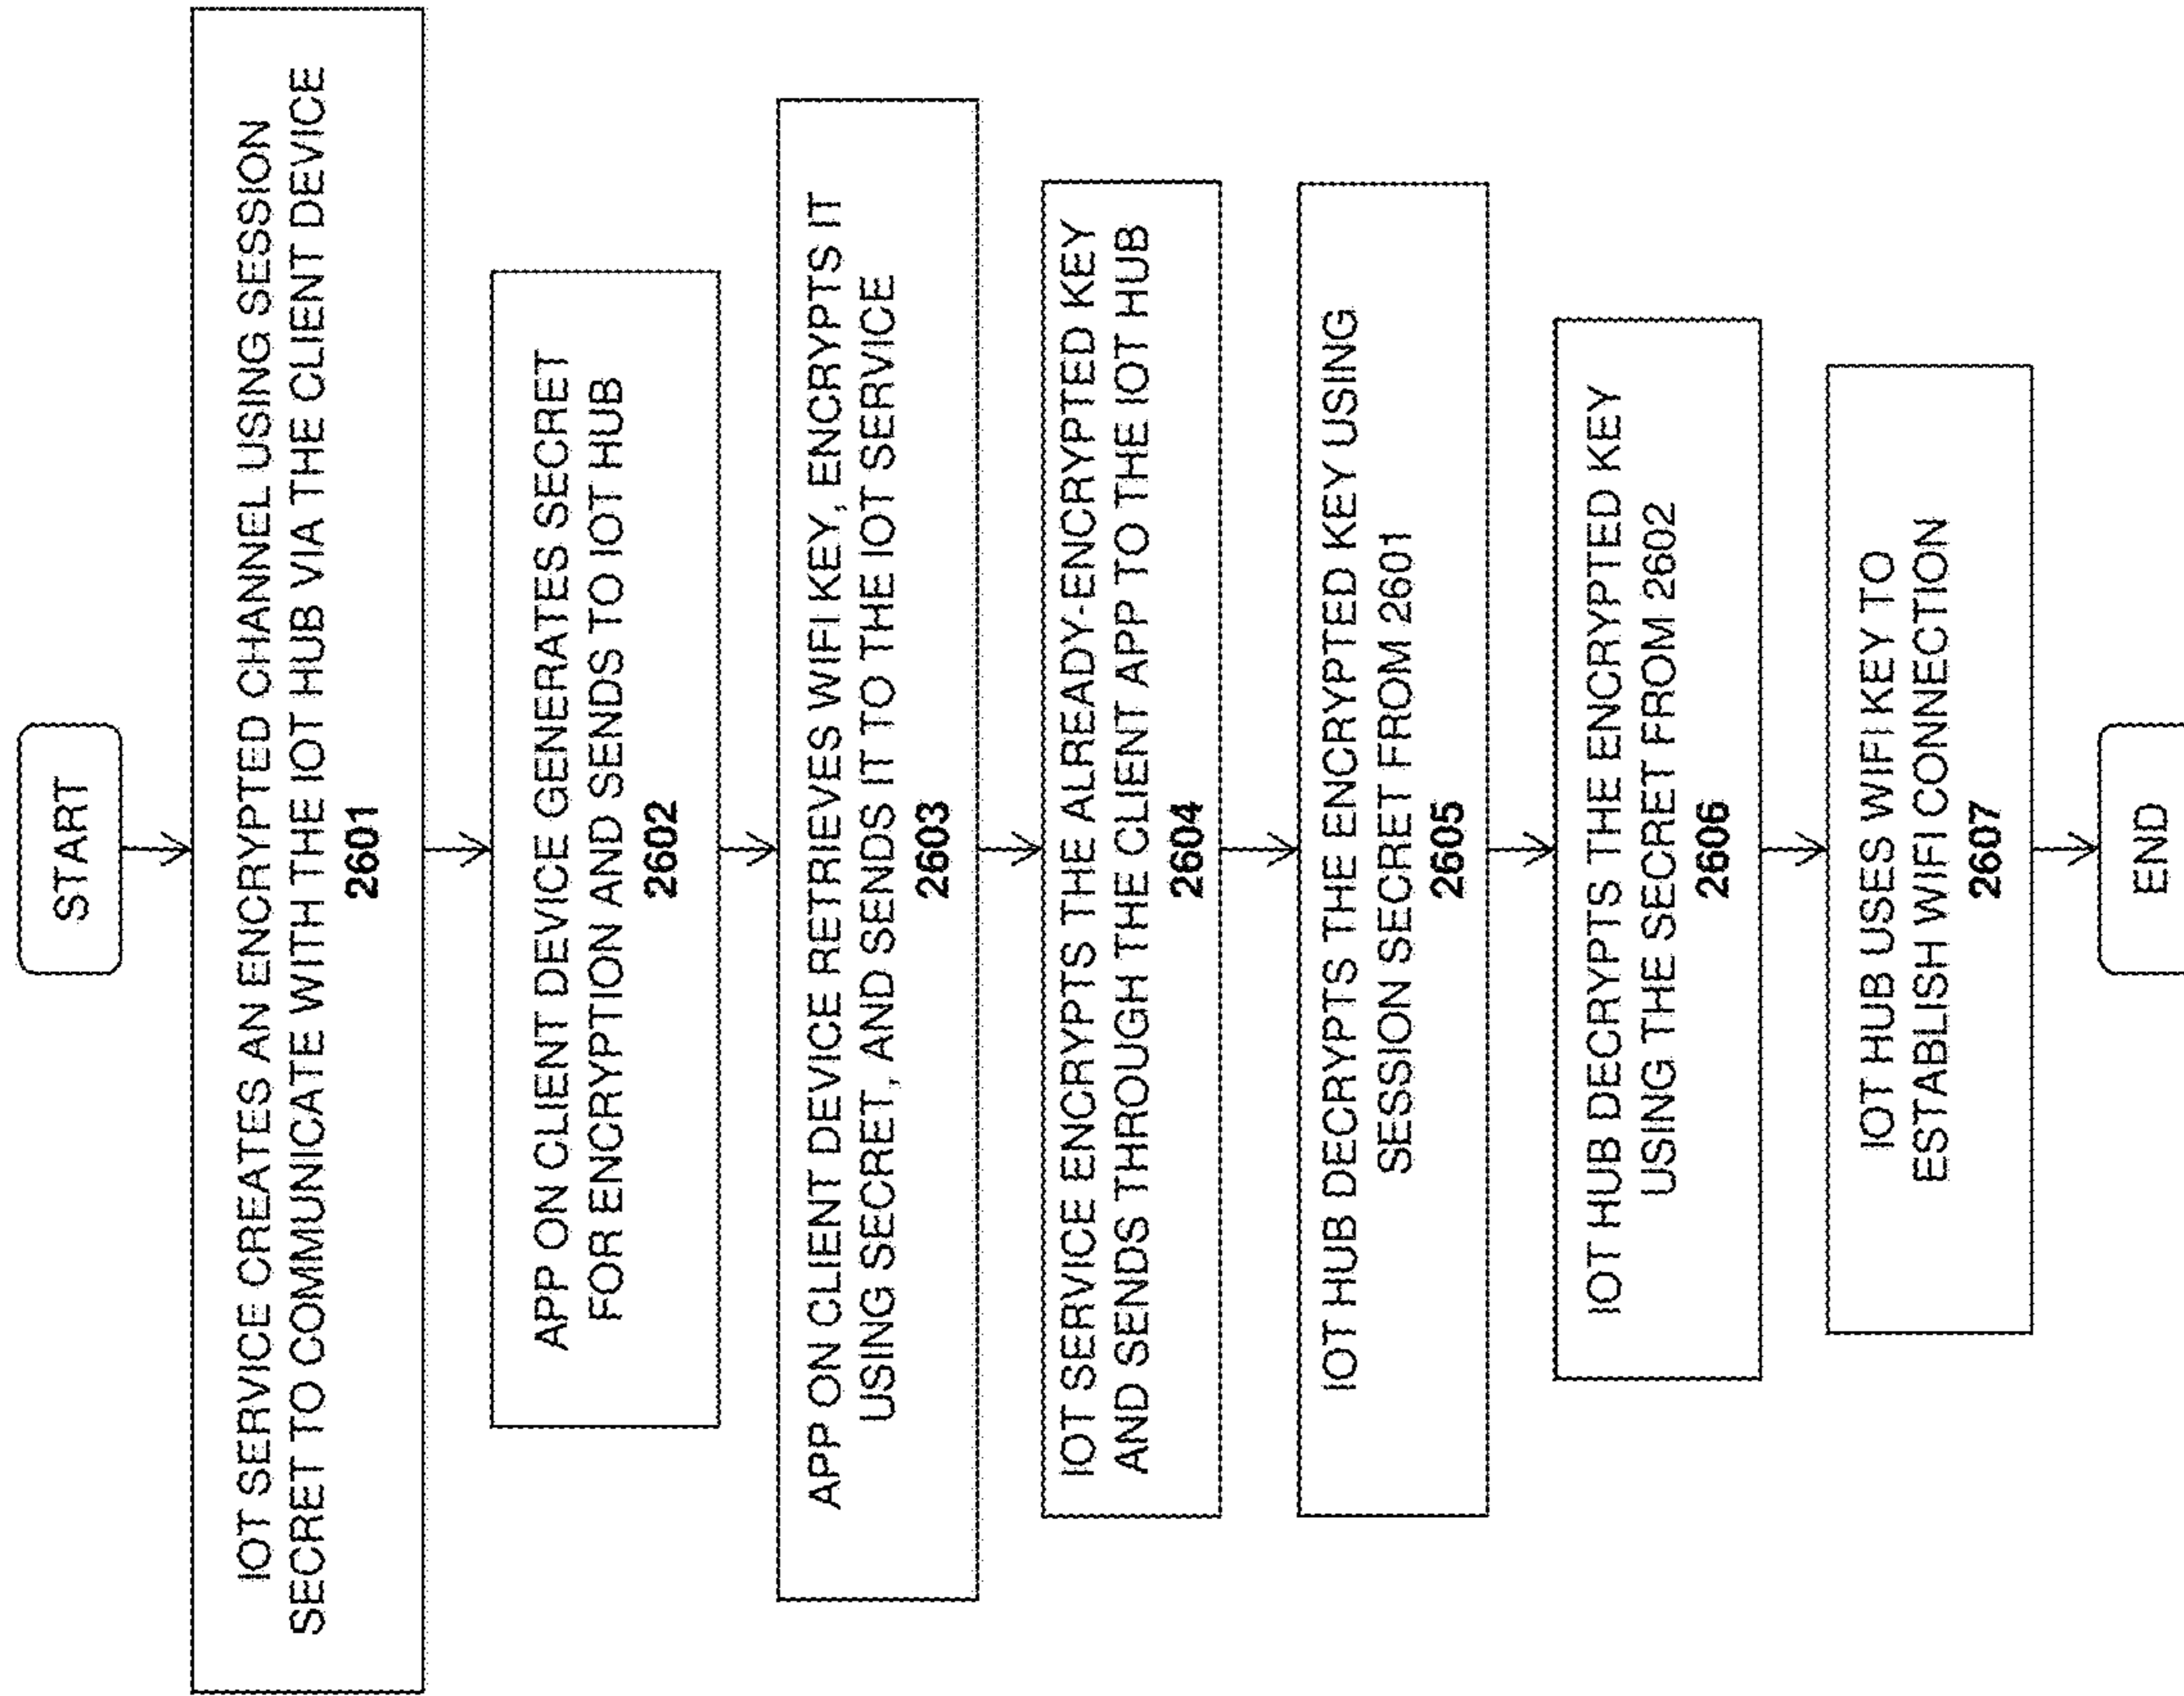 START
IOT SERVICE CREATES AN ENCRYPTED CHANNEL USING SESSION
SECRET TO COMMUNICATE WITH THE IOT HUB VIA THE CLIENT DEVICE
2601
APP ON CLIENT DEVICE GENERATES SECRET
FOR ENCRYPTION AND SENDS TO IOT HUB
2602
APP ON CLIENT DEVICE RETRIEVES WIFI KEY, ENCRYPTS IT
USING SECRET, AND SENDS IT TO THE IOT SERVICE
2603
IOT SERVICE ENCRYPTS THE ALREADY-ENCRYPTED KEY
AND SENDS THROUGH THE CLIENT APP TO THE IOT HUB
2604
IOT HUB DECRYPTS THE ENCRYPTED KEY USING
SESSION SECRET FROM 2601
2605
IOT HUB DECRYPTS THE ENCRYPTED KEY
USING THE SECRET FROM 2602
2606
IOT HUB USES WIFI KEY TO
ESTABLISH WIFI CONNECTION
2607
END